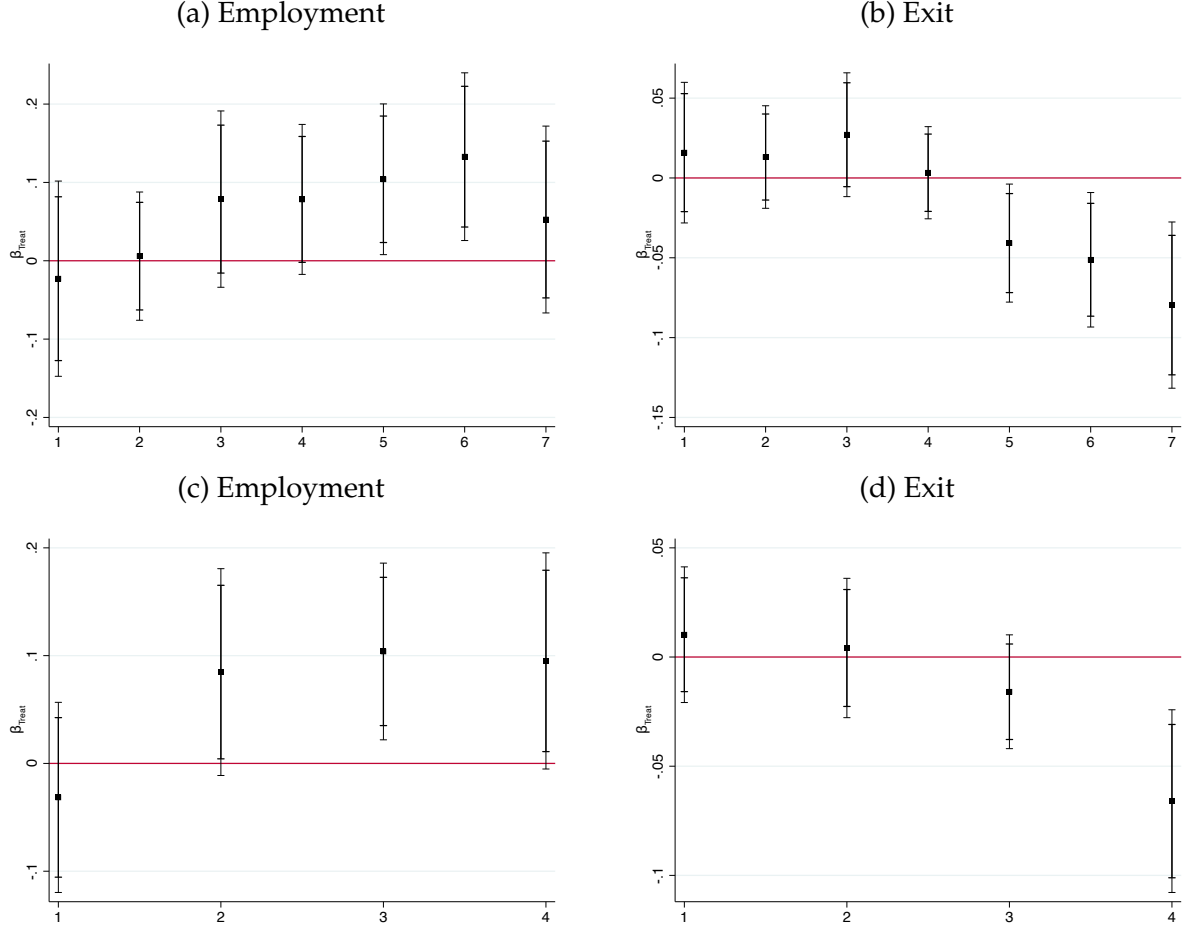 (a) Employment
.2
.1
0
-.1
-.2
β_Treat
1 2 3 4 5 6 7
(b) Exit
.05
0
-.05
-.1
-.15
β_Treat
1 2 3 4 5 6 7
(c) Employment
.2
.1
0
-.1
β_Treat
1 2 3 4
(d) Exit
.05
0
-.05
-.1
β_Treat
1 2 3 4